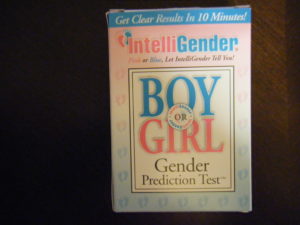 Get Clear Results In 10 Minutes!
IntelliGender
Pink or Blue, Let IntelliGender Tell You!
BOY
OR
GIRL
Gender
Prediction Test™